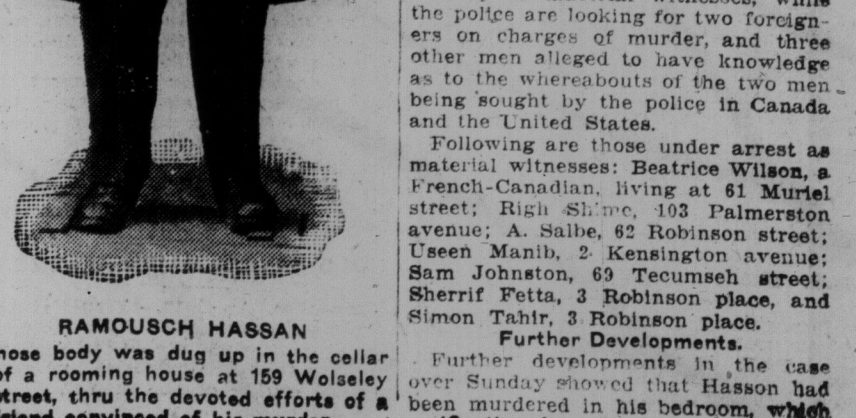 RAMOUSCH HASSAN
hose body was dug up in the cellar
of a rooming house at 159 Wolseley
street, thru the devoted efforts of a
convinced of his murder
the police are looking for two foreign-
ers on charges of murder, and three
other men alleged to have knowledge
as to the whereabouts of the two men
being sought by the police in Canada
and the United States.
Following are those under arrest as
material witnesses: Beatrice Wilson, a
French-Canadian, living at 61 Muriel
street; Righ 103 Palmerston
avenue; A. Salbe, 62 Robinson street;
Useen Manib, Kensington avenue;
Sam Johnston, 69 Tecumseh street;
Sherrif Fetta, 3 Robinson place, and
Simon Tahir, 3 Robinson place.
Further Developments.
Further developments in the case
over Sunday showed that Hasson had
been murdered in his bedroom, which